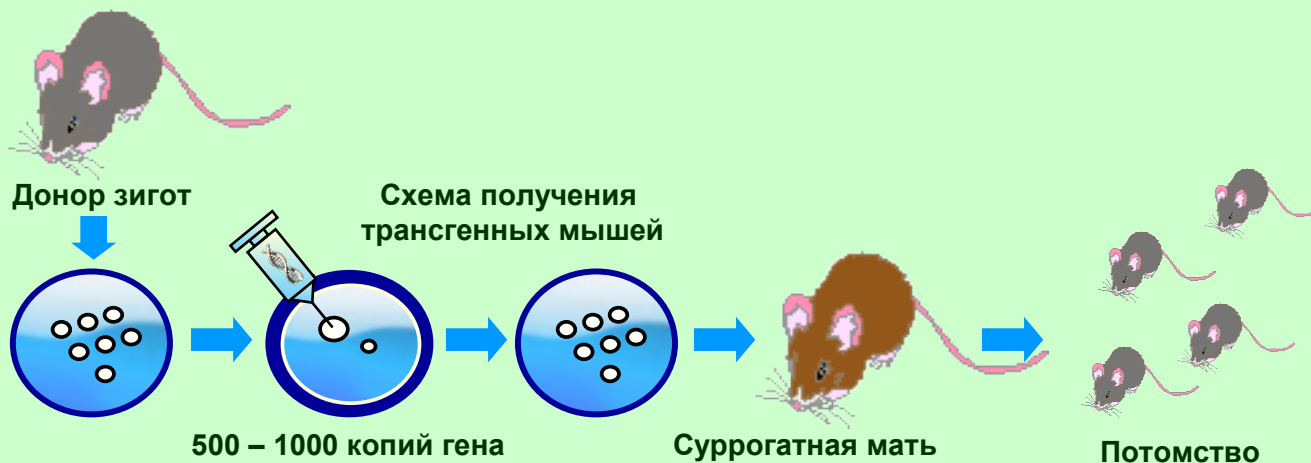 Донор зигот
Схема получения
трансгенных мышей
500 – 1000 копий гена
Суррогатная мать
Потомство